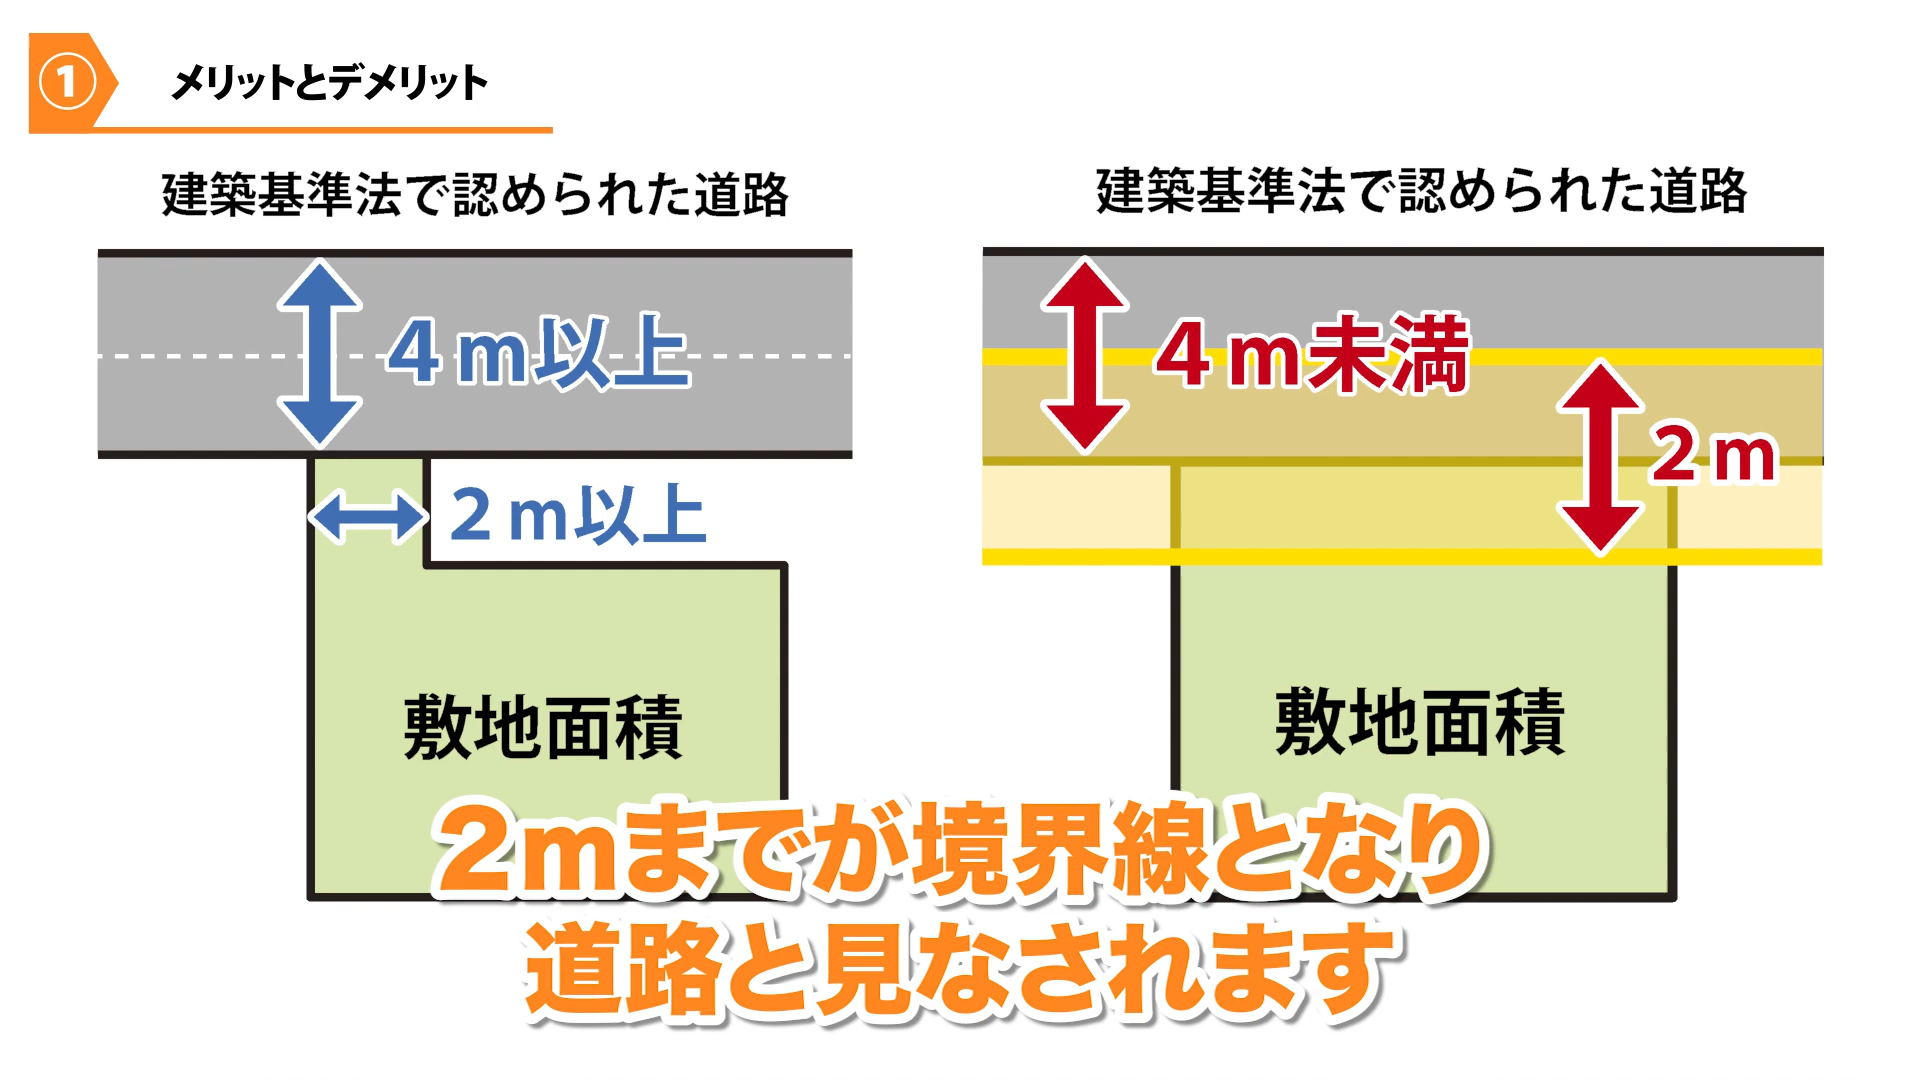 ①
メリットとデメリット
建築基準法で認められた道路
4m以上
2m以上
敷地面積
建築基準法で認められた道路
4m未満
2m
敷地面積
2mまでが境界線となり
道路と見なされます